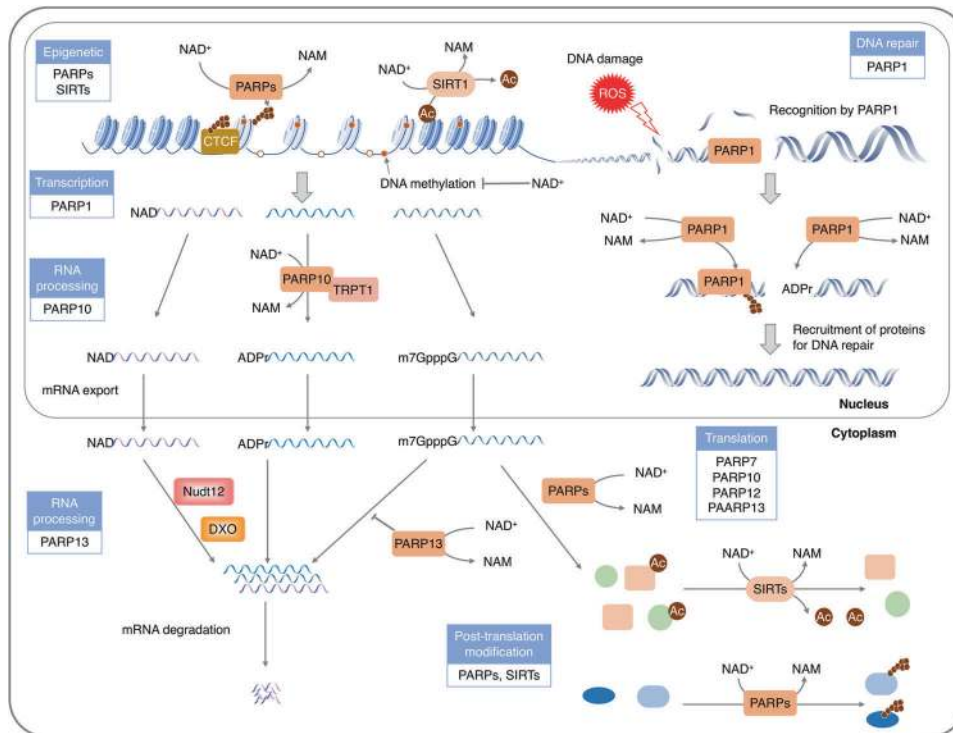 Epigenetic
PARPs
SIRTs
NAD+
NAM
PARPs
CTCF
NAM
NAD+
SIRT1
Ac
Ac
DNA damage
ROS
DNA repair
PARP1
Recognition by PARP1
PARP1
Transcription
PARP1
DNA methylation
NAD+
NAD
RNA
processing
PARP10
NAD+
PARP10
TRPT1
NAM
NAD+
NAM
PARP1
PARP1
NAD+
NAM
PARP1
ADPr
Recruitment of proteins
for DNA repair
NAD
ADPr
m7GpppG
mRNA export
Nucleus
Cytoplasm
NAD
ADPr
m7GpppG
Translation
PARP7
PARP10
PARP12
PAARP13
RNA
processing
PARP13
Nudt12
DXO
PARP13
NAD+
NAM
PARPs
NAD+
NAM
Ac
Ac
NAD+
NAM
SIRTs
Ac
Ac
mRNA degradation
Post-translation
modification
PARPs, SIRTs
NAD+
NAM
PARPs